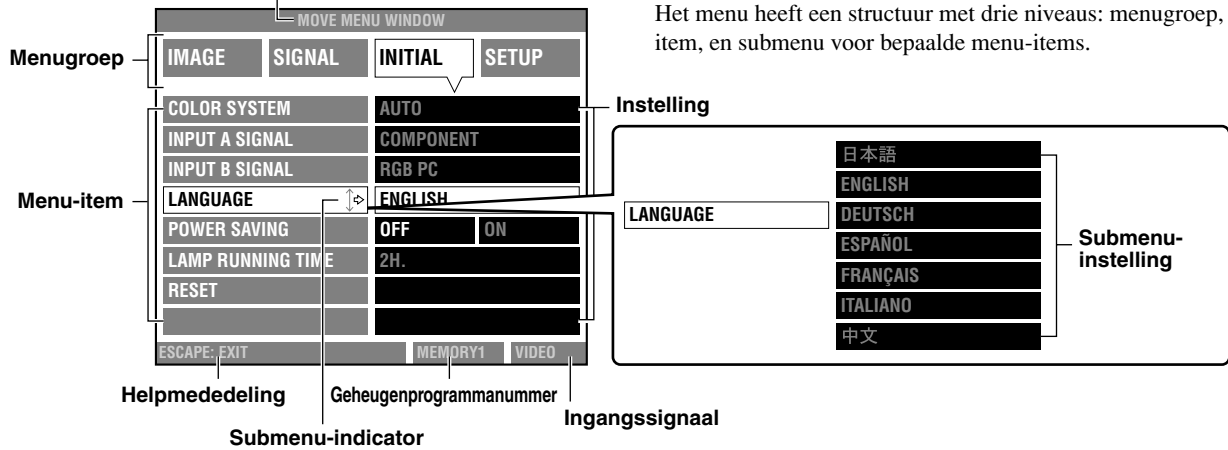 Het menu heeft een structuur met drie niveaus: menugroep,
item, en submenu voor bepaalde menu-items.
MOVE MENU WINDOW
Menugroep
IMAGE SIGNAL INITIAL SETUP
Instelling
COLOR SYSTEM AUTO
INPUT A SIGNAL COMPONENT
INPUT B SIGNAL RGB PC
Menu-item
LANGUAGE ENGLISH
POWER SAVING OFF ON
LAMP RUNNING TIME 2H.
RESET
ESCAPE: EXIT MEMORY1 VIDEO
LANGUAGE
日本語
ENGLISH
DEUTSCH
ESPAÑOL
FRANÇAIS
ITALIANO
中文
Submenu-
instelling
Helpmededeling
Geheugenprogrammanummer
Ingangssignaal
Submenu-indicator